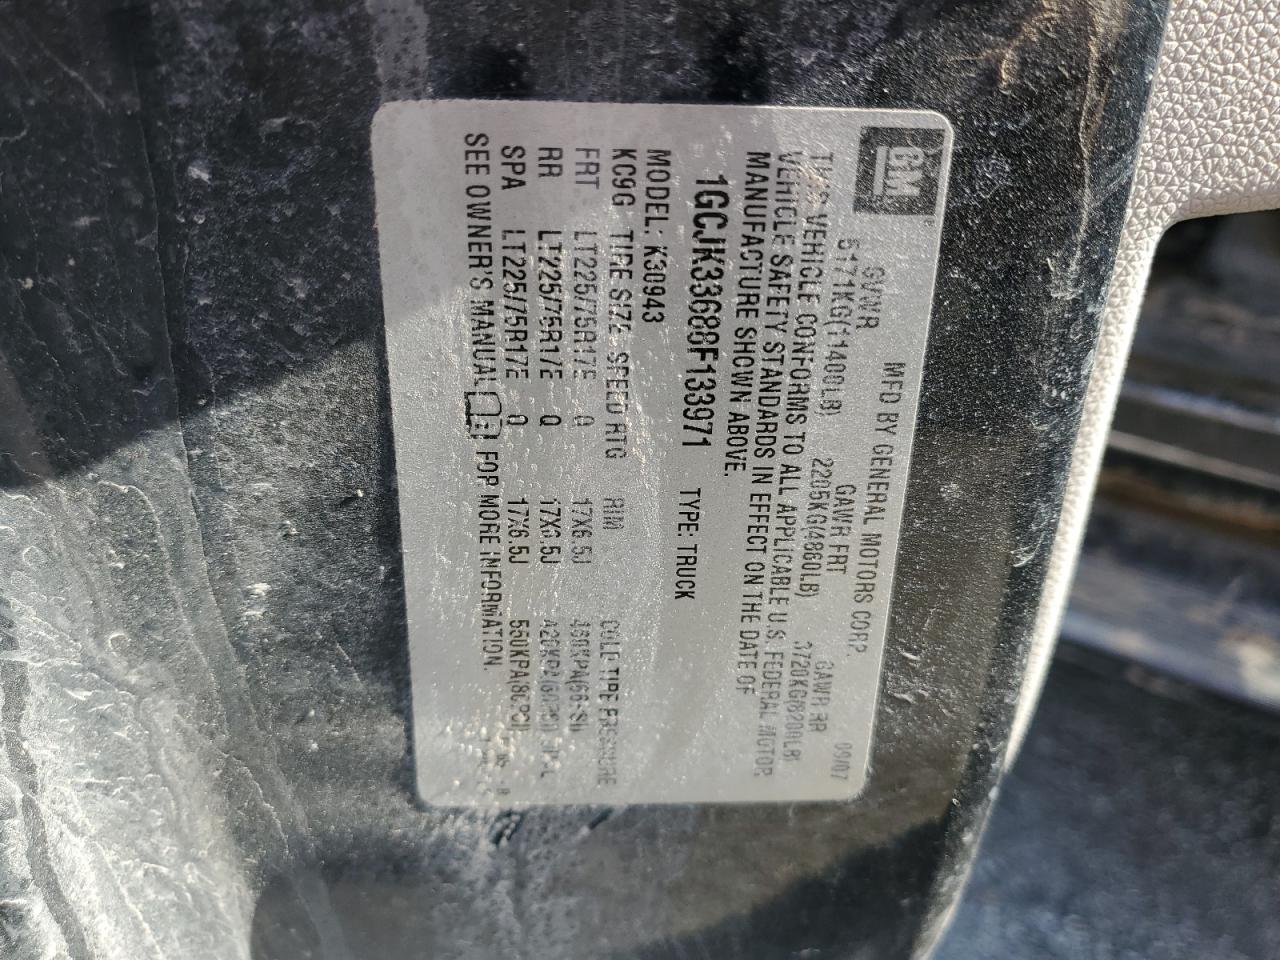 GM
MFD BY GENERAL MOTORS CORP. 09/07
GVWR GAWR FRT GAWR RR
5171KG(11400LB) 2205KG(4860LB) 3720KG(8200LB)
THIS VEHICLE CONFORMS TO ALL APPLICABLE U.S. FEDERAL MOTOR
VEHICLE SAFETY STANDARDS IN EFFECT ON THE DATE OF
MANUFACTURE SHOWN ABOVE.
1GCJK33688F133971 TYPE: TRUCK
MODEL: K30943
KC9G TIRE SIZE SPEED RTG RIM COLD TIRE PRESSURE
FRT LT225/75R17E Q 17X6.5J
RR LT225/75R17E Q 17X6.5J
SPA LT225/75R17E Q 17X6.5J 550KPA(80PSI)
SEE OWNER'S MANUAL FOR MORE INFORMATION.